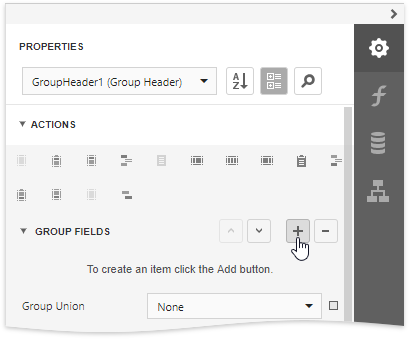 PROPERTIES
GroupHeader1 (Group Header)
ACTIONS
GROUP FIELDS
To create an item click the Add button.
Group Union
None